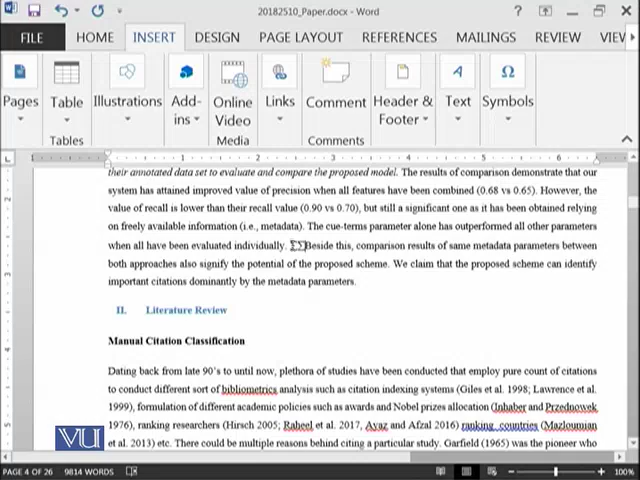 20182510_Paper.docx - Word
FILE HOME INSERT DESIGN PAGE LAYOUT REFERENCES MAILINGS REVIEW VIEV
Pages Table Illustrations Add-ins Online Video Links Comment Header & Footer Text Symbols
Tables Media Comments
1 1 2 3 4 5 6
their annotated data set to evaluate and compare the proposed model. The results of comparison demonstrate that our
system has attained improved value of precision when all features have been combined (0.68 vs 0.65). However, the
value of recall is lower than their recall value (0.90 vs 0.70), but still a significant one as it has been obtained relying
on freely available information (i.e., metadata). The cue-terms parameter alone has outperformed all other parameters
when all have been evaluated individually. ∑∑Beside this, comparison results of same metadata parameters between
both approaches also signify the potential of the proposed scheme. We claim that the proposed scheme can identify
important citations dominantly by the metadata parameters.
II. Literature Review
Manual Citation Classification
Dating back from late 90's to until now, plethora of studies have been conducted that employ pure count of citations
to conduct different sort of bibliometrics analysis such as citation indexing systems (Giles et al. 1998; Lawrence et al.
1999), formulation of different academic policies such as awards and Nobel prizes allocation (Inhaber and Przednowek
1976), ranking researchers (Hirsch 2005; Raheel et al. 2017, Ayaz and Afzal 2016) ranking countries (Mazloumian
et al. 2013) etc. There could be multiple reasons behind citing a particular study. Garfield (1965) was the pioneer who
VU
PAGE 4 OF 26 9814 WORDS 100%